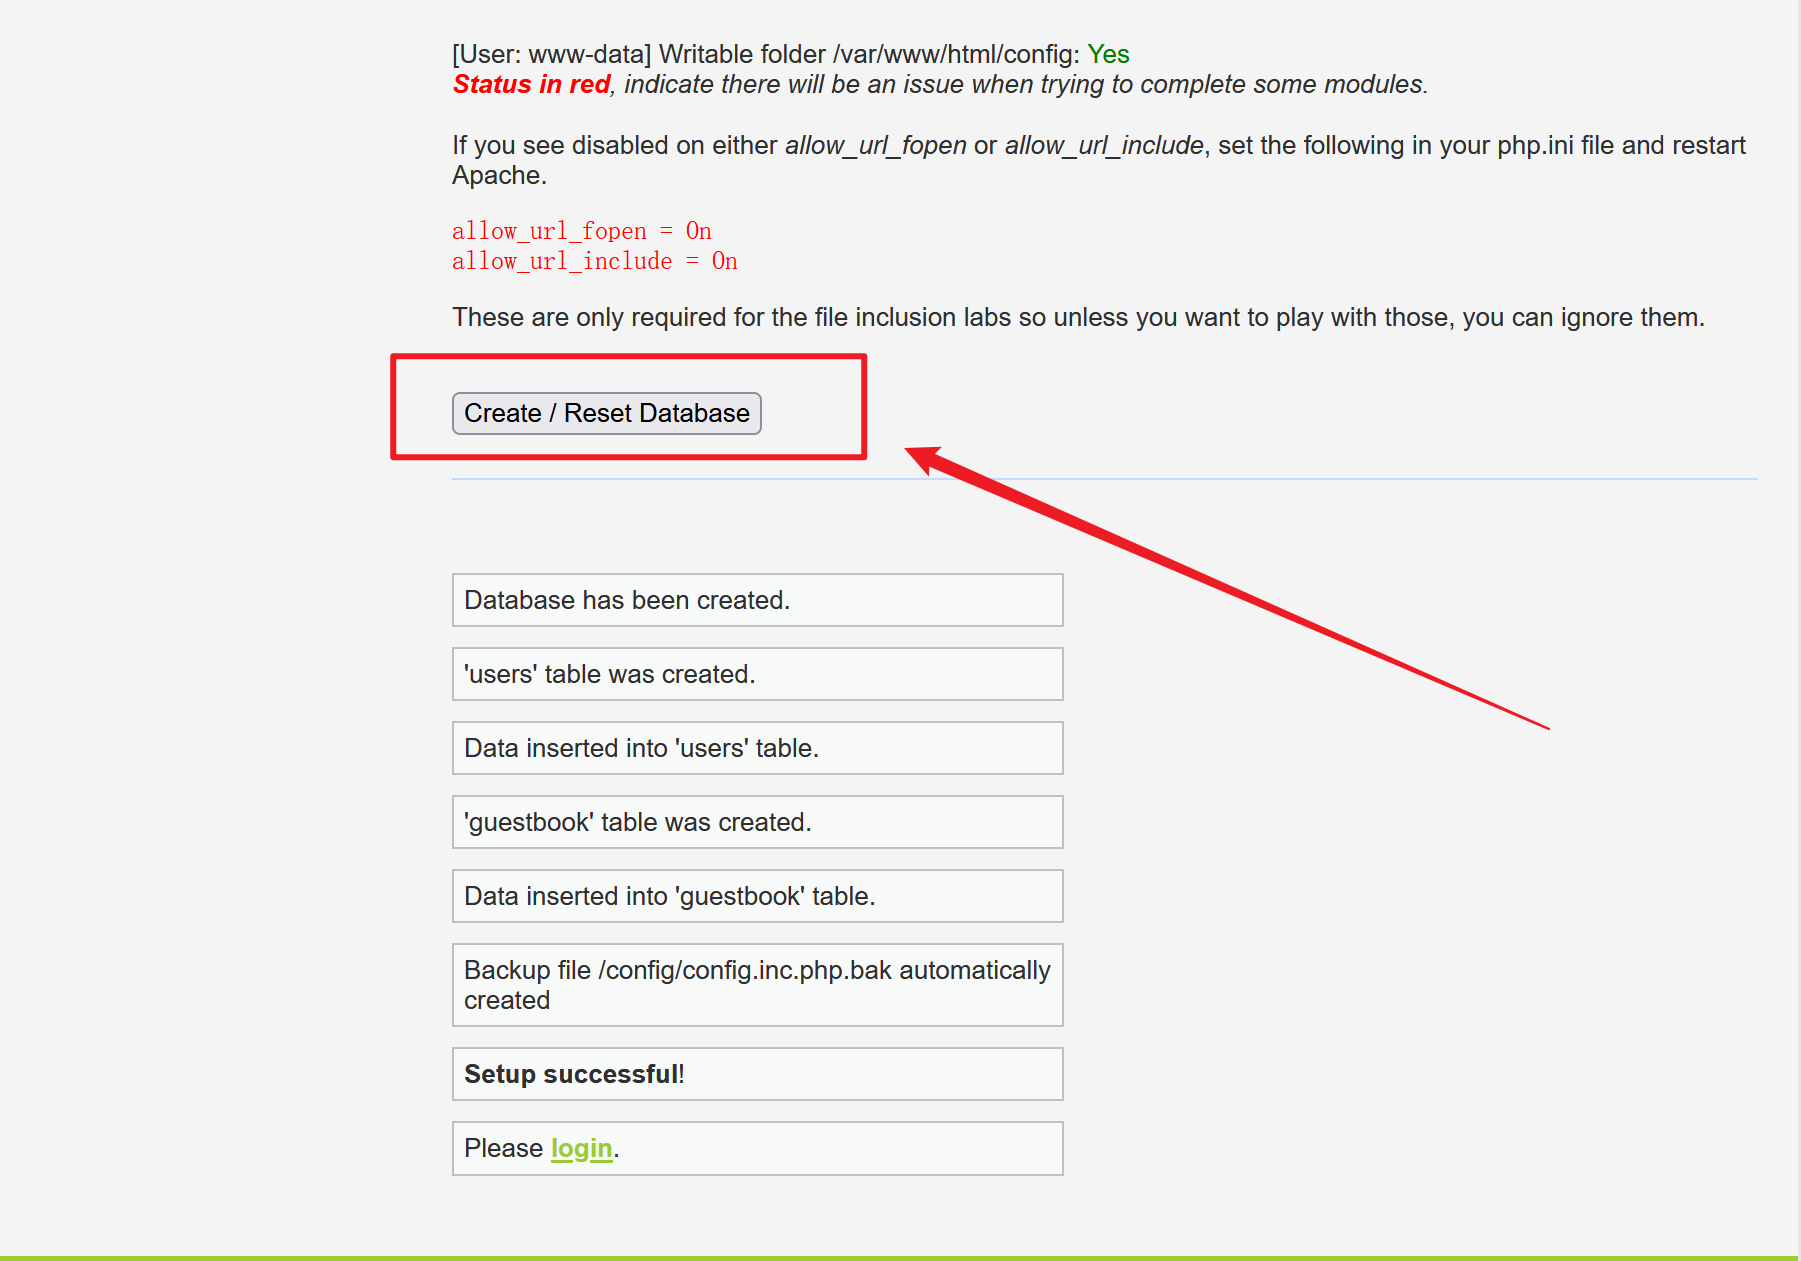 [User: www-data] Writable folder /var/www/html/config: Yes
Status in red, indicate there will be an issue when trying to complete some modules.
If you see disabled on either allow_url_fopen or allow_url_include, set the following in your php.ini file and restart
Apache.
allow_url_fopen = On
allow_url_include = On
These are only required for the file inclusion labs so unless you want to play with those, you can ignore them.
Create / Reset Database
Database has been created.
'users' table was created.
Data inserted into 'users' table.
'guestbook' table was created.
Data inserted into 'guestbook' table.
Backup file /config/config.inc.php.bak automatically
created
Setup successful!
Please login.